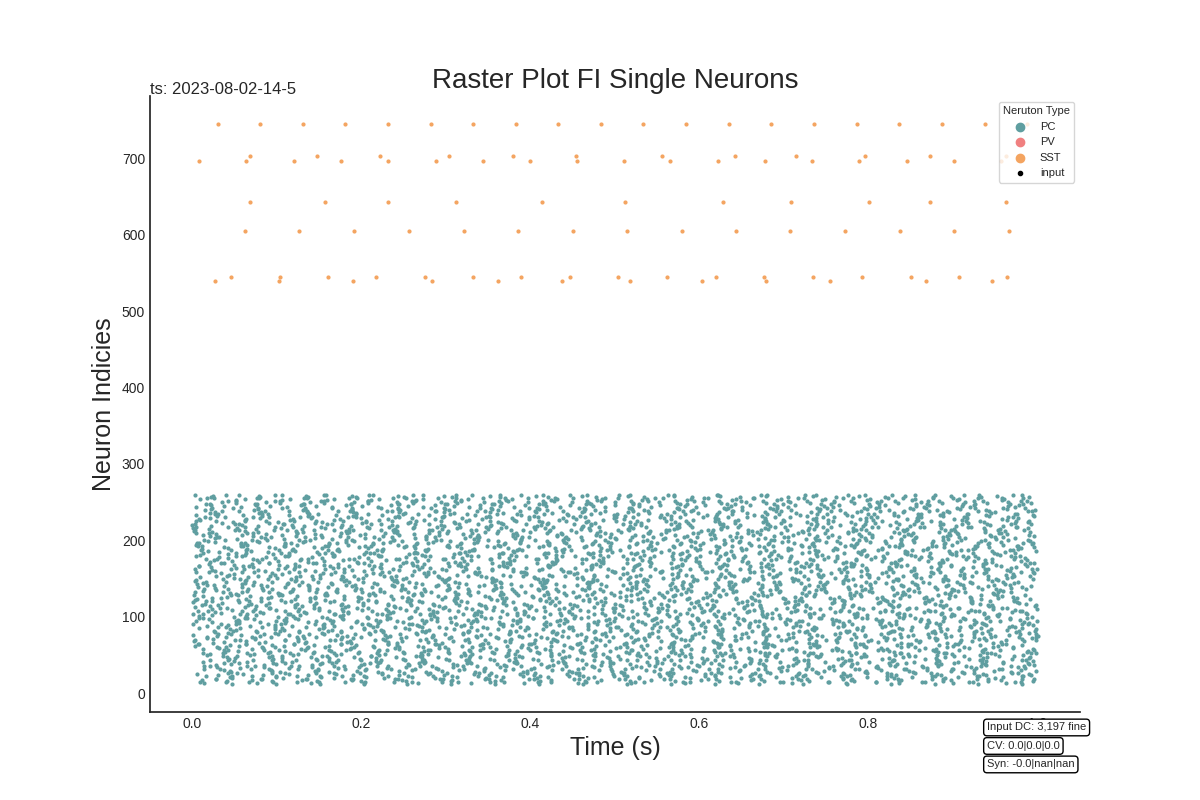 Raster Plot FI Single Neurons
ts: 2023-08-02-14-5
Neruton Type
PC
PV
SST
input
Neuron Indicies
700
600
500
400
300
200
100
0
0.0 0.2 0.4 0.6 0.8
Time (s)
Input DC: 3,197 fine
CV: 0.0|0.0|0.0
Syn: -0.0|nan|nan